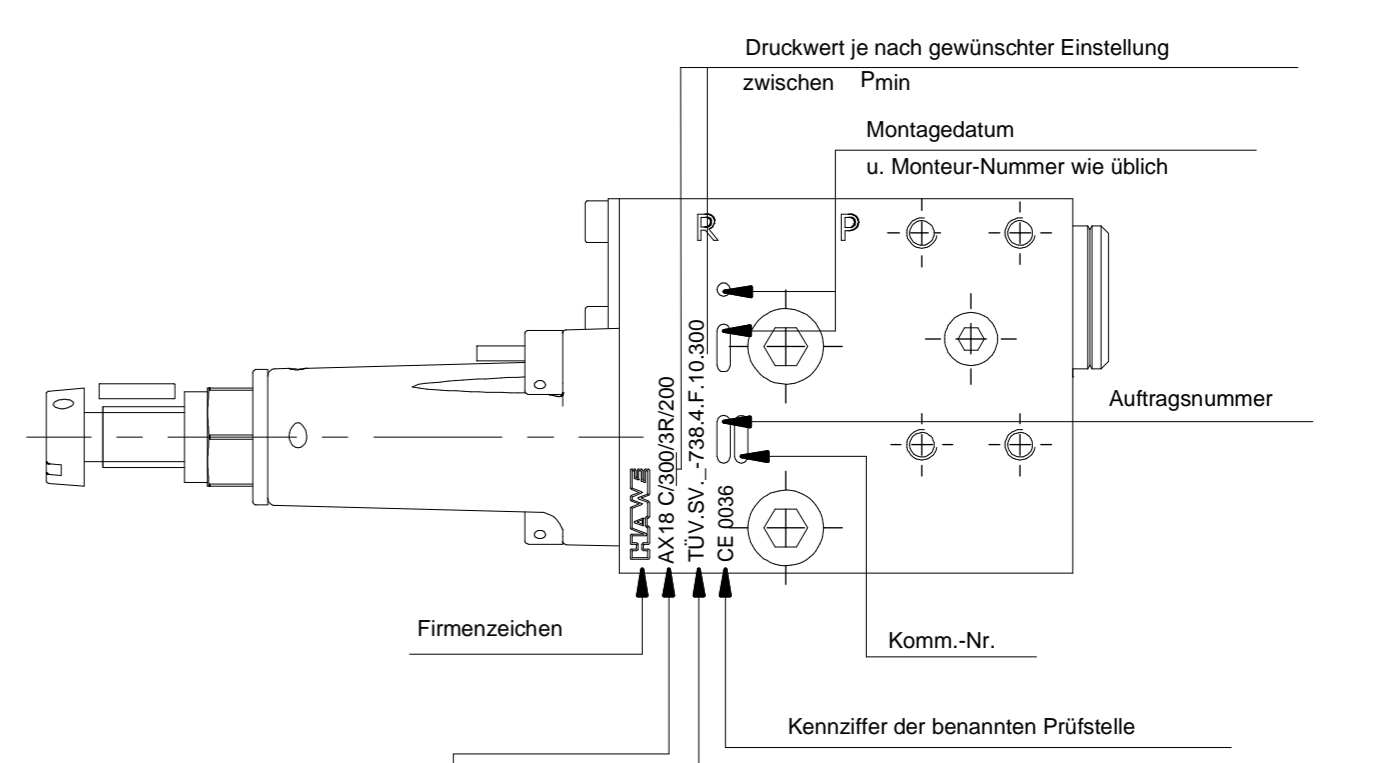 Druckwert je nach gewünschter Einstellung
zwischen Pmin
Montagedatum
u. Monteur-Nummer wie üblich
R P
Auftragsnummer
HAWE
AX18 C/300/3R/200
TÜV.SV._-738.4.F.10.300
CE 0036
Firmenzeichen
Komm.-Nr.
Kennziffer der benannten Prüfstelle